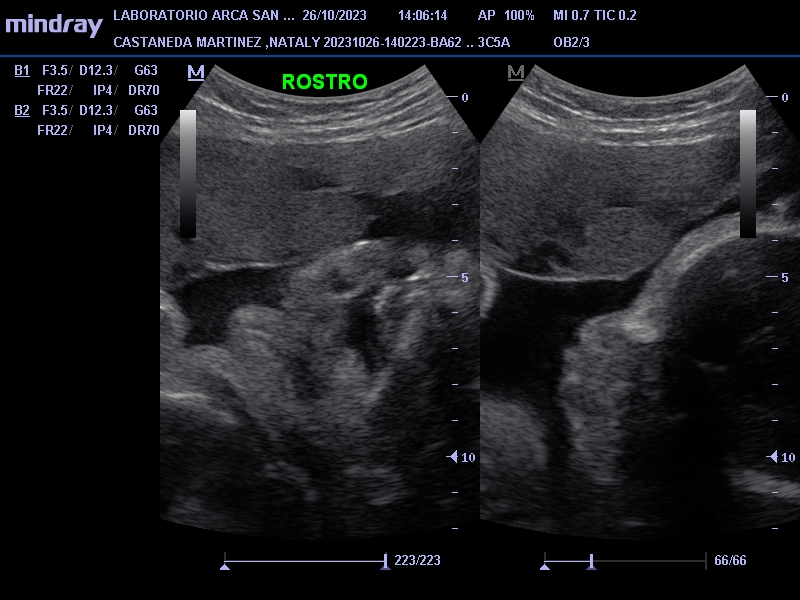 mindray
LABORATORIO ARCA SAN ... 26/10/2023 14:06:14 AP 100% MI 0.7 TIC 0.2
CASTANEDA MARTINEZ ,NATALY 20231026-140223-BA62 .. 3C5A OB2/3
B1 F3.5/ D12.3/ G63
FR22/ IP4/ DR70
B2 F3.5/ D12.3/ G63
FR22/ IP4/ DR70
M ROSTRO M
0 0
5 5
10 10
223/223 66/66